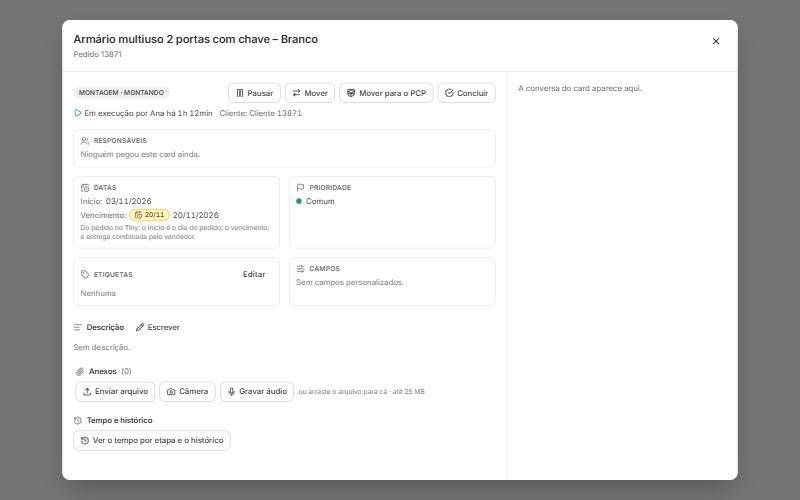 Armário multiuso 2 portas com chave – Branco
Pedido 13871
MONTAGEM · MONTANDO
Pausar
Mover
Mover para o PCP
Concluir
Em execução por Ana há 1h 12min
Cliente: Cliente 13871
A conversa do card aparece aqui.
RESPONSÁVEIS
Ninguém pegou este card ainda.
DATAS
Início: 03/11/2026
Vencimento: 20/11 20/11/2026
Do pedido no Tiny: o início é o dia do pedido; o vencimento,
a entrega combinada pelo vendedor.
PRIORIDADE
Comum
ETIQUETAS
Editar
Nenhuma
CAMPOS
Sem campos personalizados.
Descrição
Escrever
Sem descrição.
Anexos (0)
Enviar arquivo
Câmera
Gravar áudio
ou arraste o arquivo para cá · até 25 MB
Tempo e histórico
Ver o tempo por etapa e o histórico